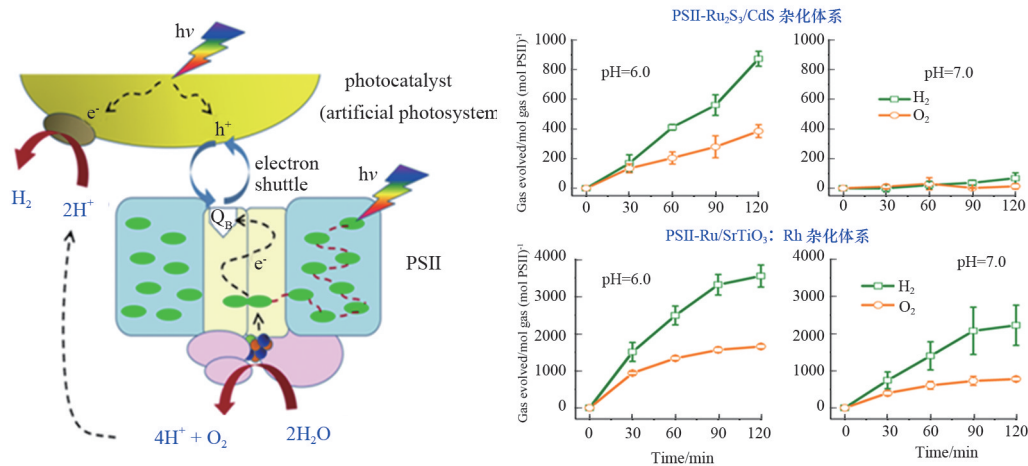 hν
photocatalyst
(artificial photosystem
e⁻
h⁺
electron
shuttle
hν
H₂
2H⁺
Q_B
e⁻
PSII
4H⁺ + O₂
2H₂O
PSII-Ru₂S₃/CdS 杂化体系
Gas evolved/mol gas (mol PSII)⁻¹
1000
800
600
400
200
0
pH=6.0
0 30 60 90 120
1000
800
600
400
200
0
pH=7.0
H₂
O₂
0 30 60 90 120
PSII-Ru/SrTiO₃：Rh 杂化体系
Gas evolved/mol gas (mol PSII)⁻¹
4000
3000
2000
1000
0
pH=6.0
0 30 60 90 120
Time/min
4000
3000
2000
1000
0
pH=7.0
H₂
O₂
0 30 60 90 120
Time/min